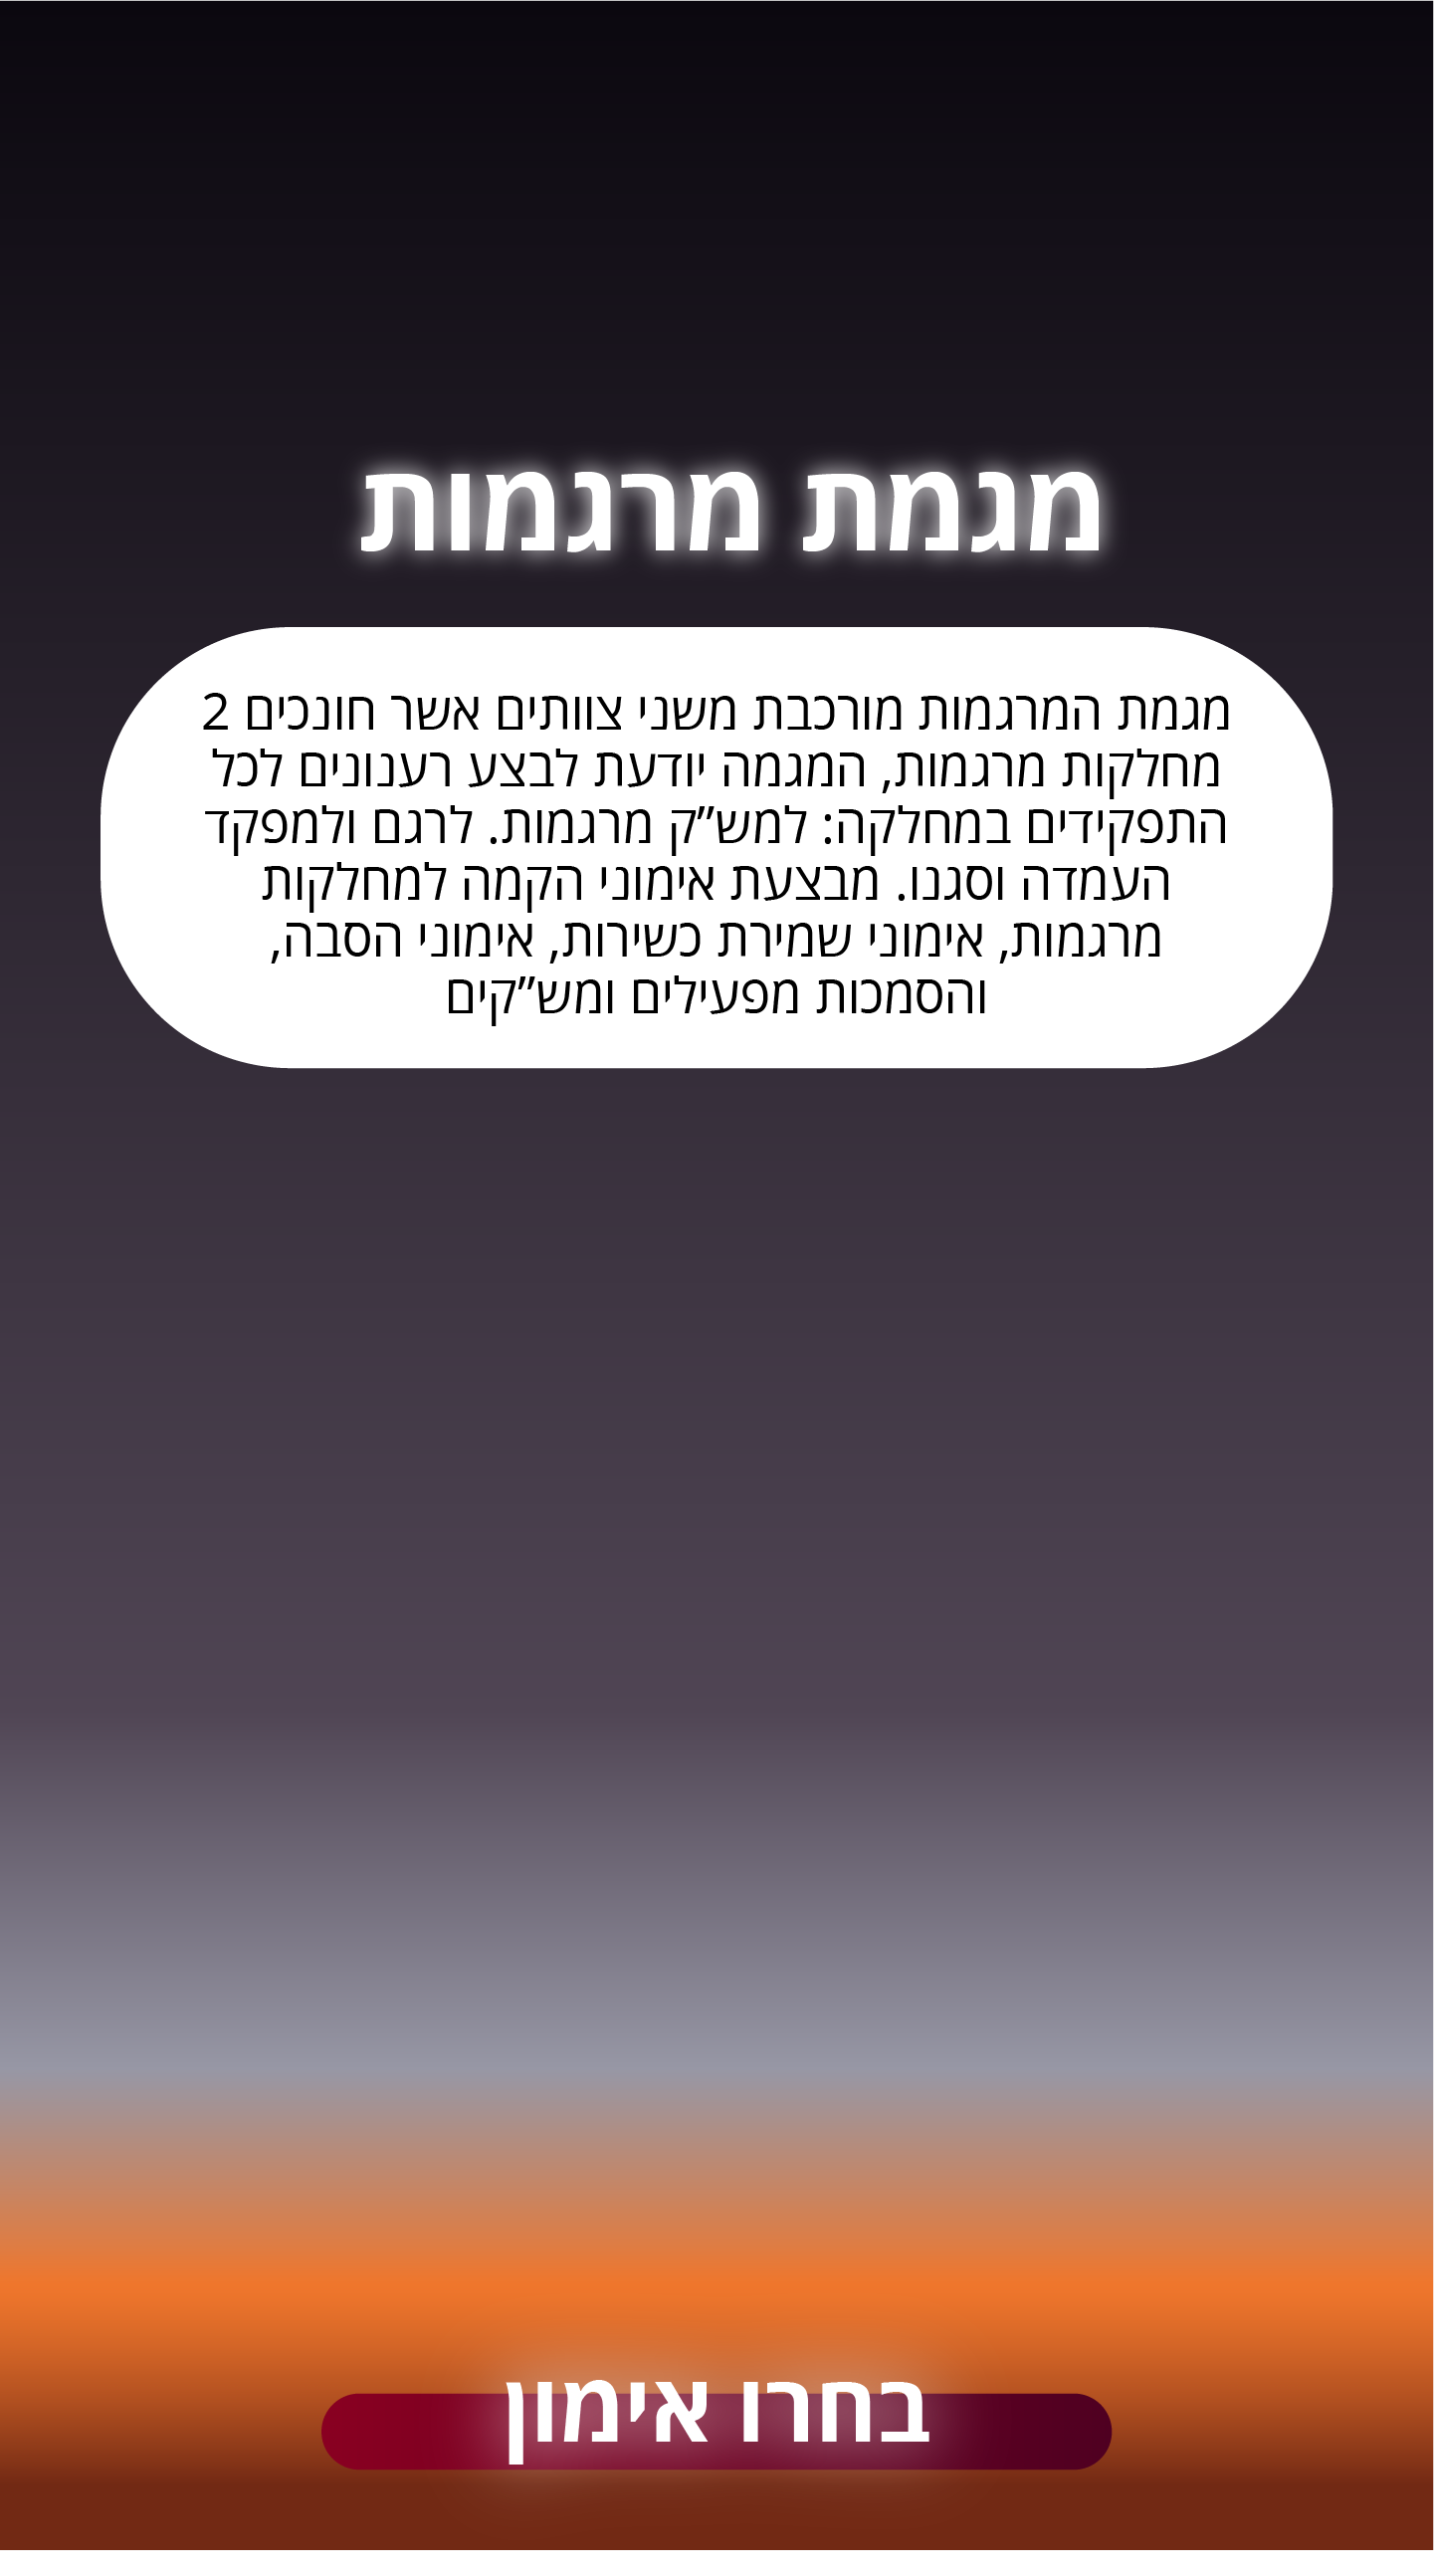 מגמת מרגמות
מגמת המרגמות מורכבת משני צוותים אשר חונכים 2
מחלקות מרגמות, המגמה יודעת לבצע רענונים לכל
התפקידים במחלקה: למש”ק מרגמות. לרגם ולמפקד
העמדה וסגנו. מבצעת אימוני הקמה למחלקות
מרגמות, אימוני שמירת כשירות, אימוני הסבה,
והסמכות מפעילים ומש”קים
בחרו אימון